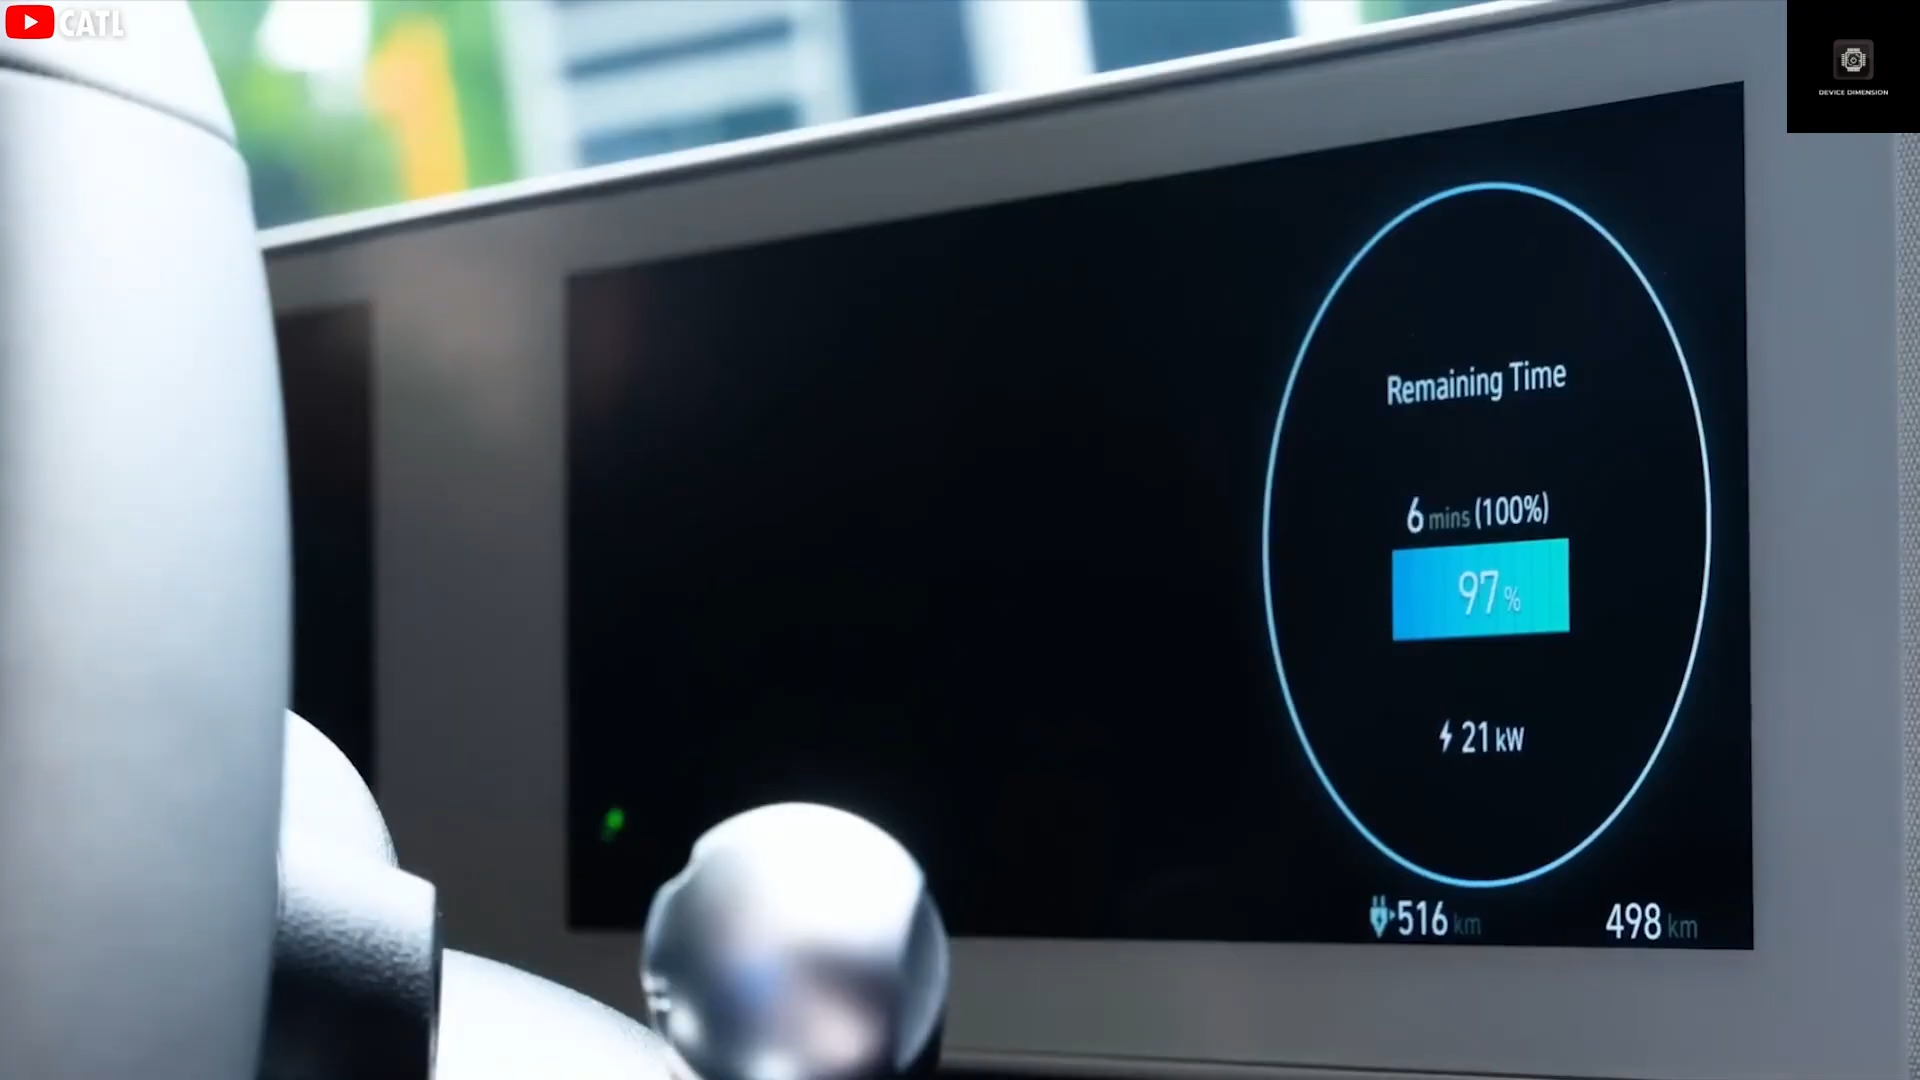 CATL
DEVICE DIMENSION
Remaining Time
6 mins (100%)
97%
21 kW
516 km
498 km